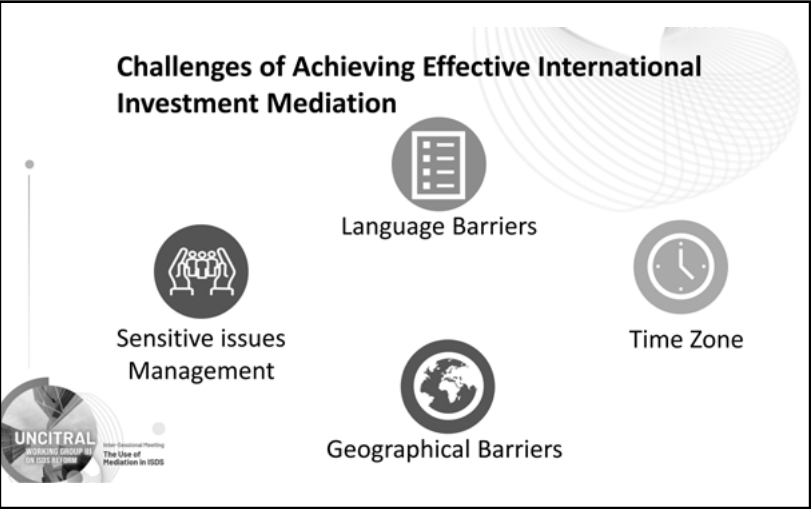 Challenges of Achieving Effective International
Investment Mediation
Language Barriers
Sensitive issues
Management
Time Zone
Geographical Barriers
UNCITRAL
WORKING GROUP III
ON ISDS REFORM
Inter-Sessional Meeting
The Use of
Mediation in ISDS